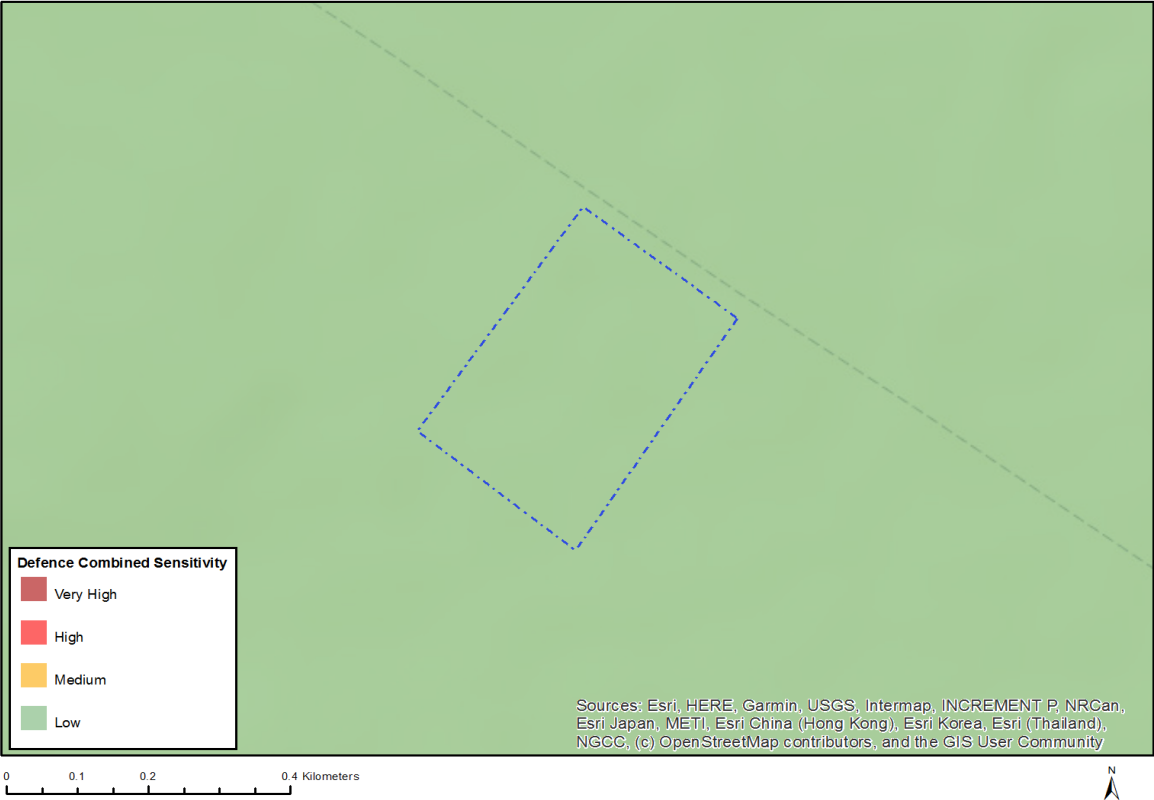 Defence Combined Sensitivity
Very High
High
Medium
Low
Sources: Esri, HERE, Garmin, USGS, Intermap, INCREMENT P, NRCan,
Esri Japan, METI, Esri China (Hong Kong), Esri Korea, Esri (Thailand),
NGCC, (c) OpenStreetMap contributors, and the GIS User Community
0 0.1 0.2 0.4 Kilometers
N